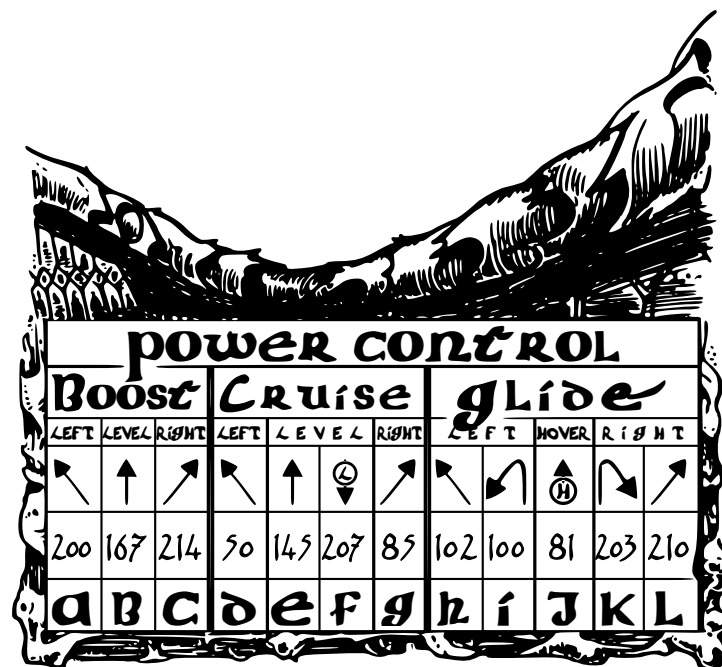 POWER CONTROL
Boost Cruise Glide
LEFT LEVEL RiGHT LEFT LEVEL RiGHT LEFT HOVER RiGHT
L H
200 167 214 50 145 207 85 102 100 81 203 210
a B C D e F g h i J K L